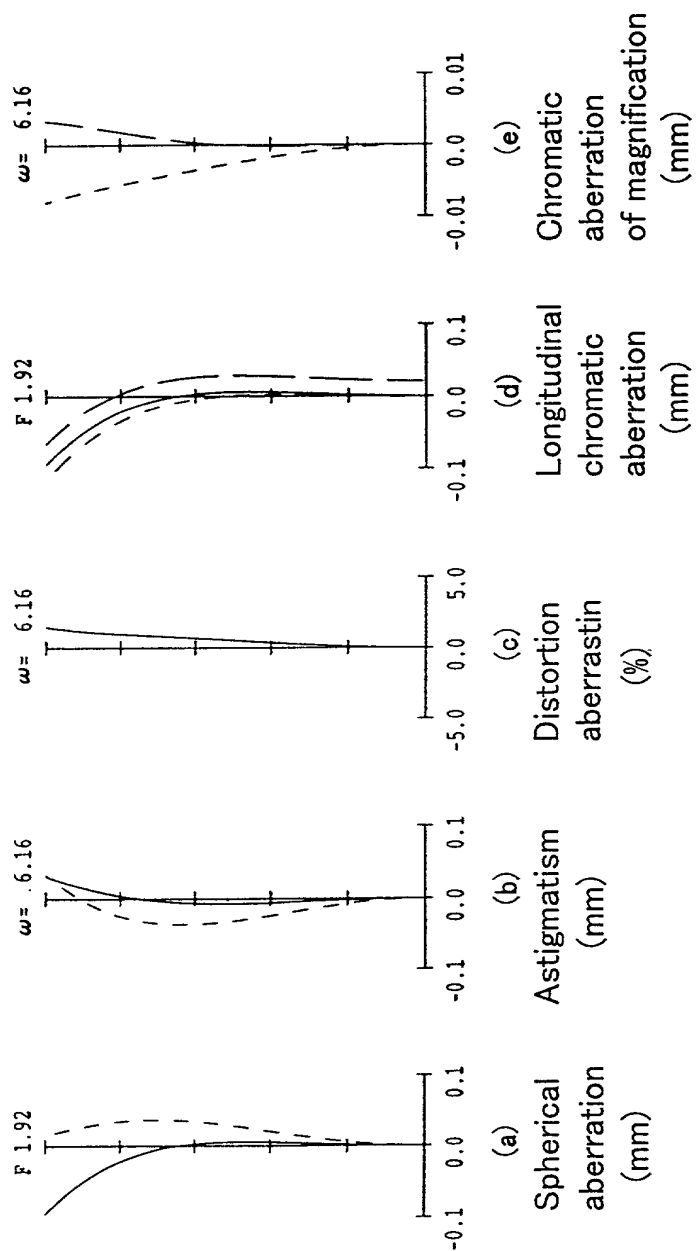 F 1.92
-0.1 0.0 0.1
(a)
Spherical
aberration
(mm)
ω= .6.16
-0.1 0.0 0.1
(b)
Astigmatism
(mm)
ω= 6.16
-5.0 0.0 5.0
(c)
Distortion
aberrastin
(%)
F 1.92
-0.1 0.0 0.1
(d)
Longitudinal
chromatic
aberration
(mm)
ω= 6.16
-0.01 0.0 0.01
(e)
Chromatic
aberration
of magnification
(mm)